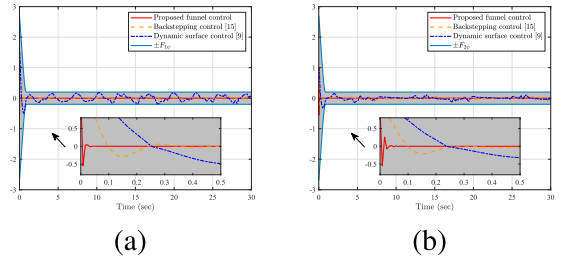 3
2
1
0
-1
-2
-3
Proposed funnel control
Backstepping control [15]
Dynamic surface control [9]
±F1v
0.5
0
-0.5
0 0.1 0.2 0.3 0.4 0.5
0 5 10 15 20 25 30
Time (sec)
(a)
3
2
1
0
-1
-2
-3
Proposed funnel control
Backstepping control [15]
Dynamic surface control [9]
±F2v
0.5
0
-0.5
0 0.1 0.2 0.3 0.4 0.5
0 5 10 15 20 25 30
Time (sec)
(b)